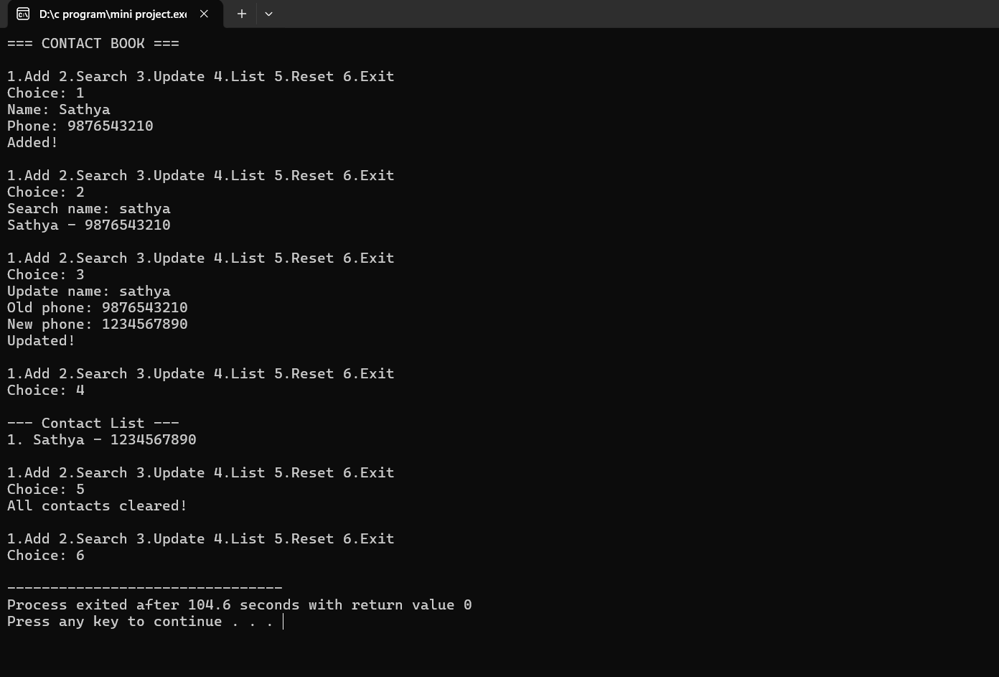 D:\c program\mini project.exe
=== CONTACT BOOK ===
1.Add 2.Search 3.Update 4.List 5.Reset 6.Exit
Choice: 1
Name: Sathya
Phone: 9876543210
Added!
1.Add 2.Search 3.Update 4.List 5.Reset 6.Exit
Choice: 2
Search name: sathya
Sathya - 9876543210
1.Add 2.Search 3.Update 4.List 5.Reset 6.Exit
Choice: 3
Update name: sathya
Old phone: 9876543210
New phone: 1234567890
Updated!
1.Add 2.Search 3.Update 4.List 5.Reset 6.Exit
Choice: 4
--- Contact List ---
1. Sathya - 1234567890
1.Add 2.Search 3.Update 4.List 5.Reset 6.Exit
Choice: 5
All contacts cleared!
1.Add 2.Search 3.Update 4.List 5.Reset 6.Exit
Choice: 6
--------------------------------
Process exited after 104.6 seconds with return value 0
Press any key to continue . . .